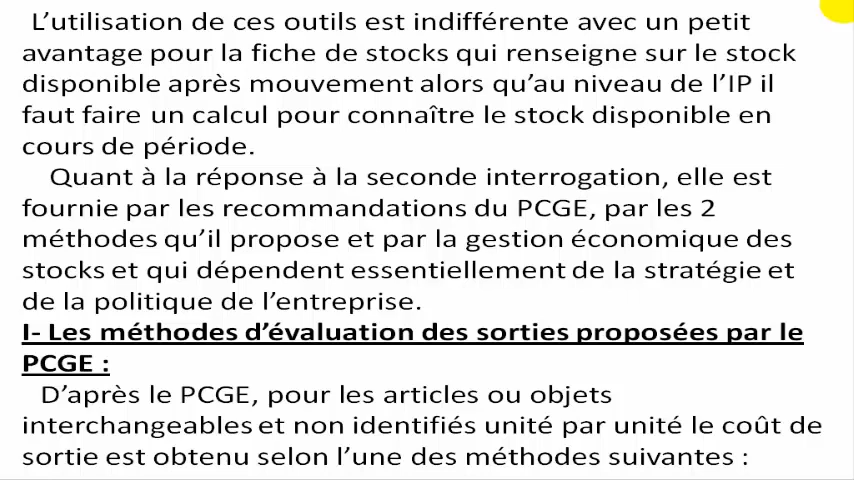 L’utilisation de ces outils est indifférente avec un petit
avantage pour la fiche de stocks qui renseigne sur le stock
disponible après mouvement alors qu’au niveau de l’IP il
faut faire un calcul pour connaître le stock disponible en
cours de période.
Quant à la réponse à la seconde interrogation, elle est
fournie par les recommandations du PCGE, par les 2
méthodes qu’il propose et par la gestion économique des
stocks et qui dépendent essentiellement de la stratégie et
de la politique de l’entreprise.
I- Les méthodes d’évaluation des sorties proposées par le
PCGE :
D’après le PCGE, pour les articles ou objets
interchangeables et non identifiés unité par unité le coût de
sortie est obtenu selon l’une des méthodes suivantes :